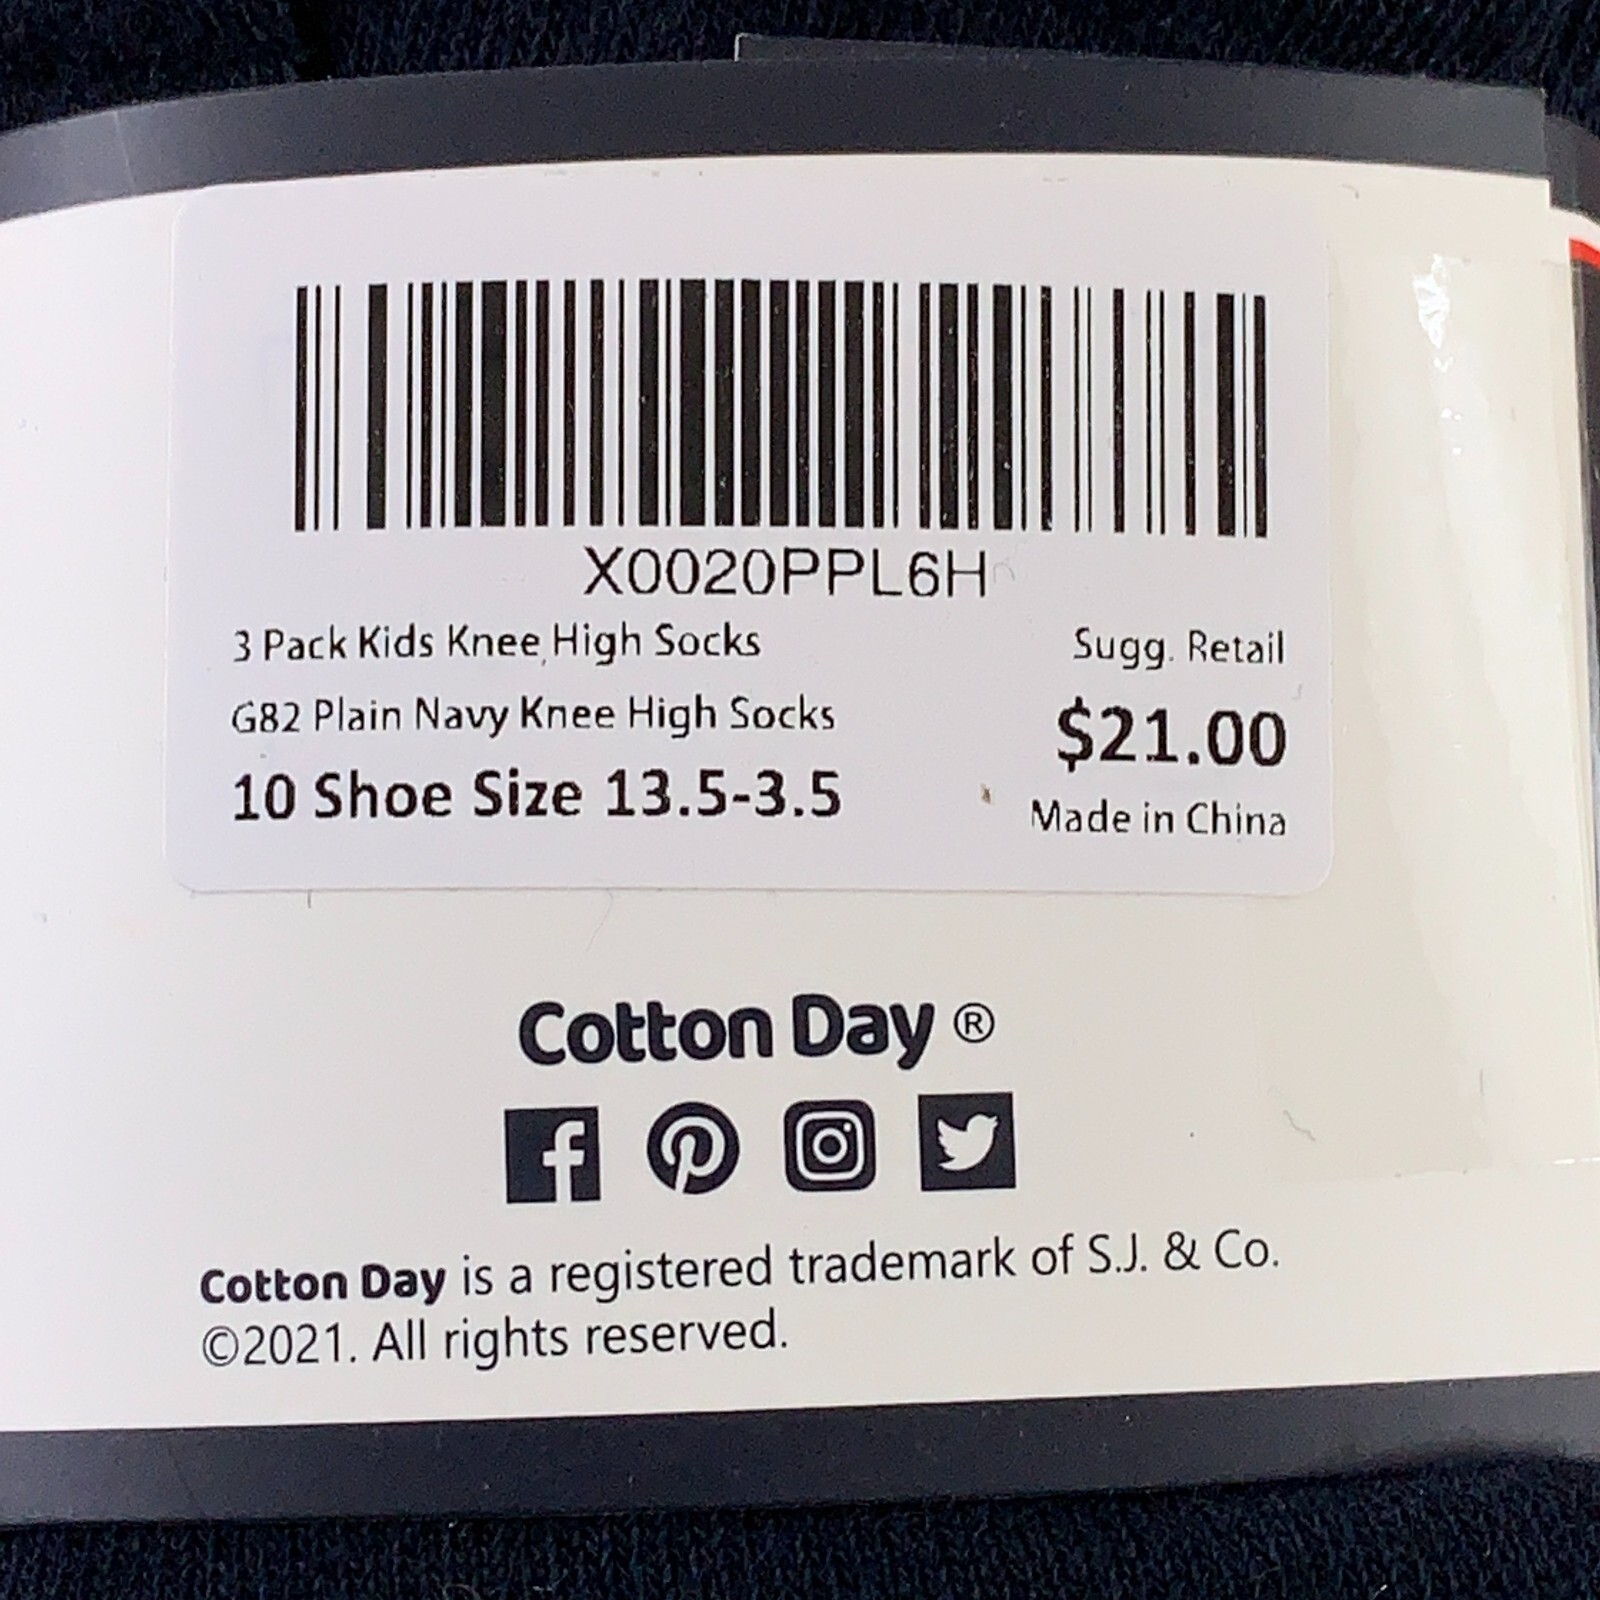 X0020PPL6H
3 Pack Kids Knee High Socks
Sugg. Retail
G82 Plain Navy Knee High Socks
$21.00
10 Shoe Size 13.5-3.5
Made in China
Cotton Day ®
Cotton Day is a registered trademark of S.J. & Co.
©2021. All rights reserved.